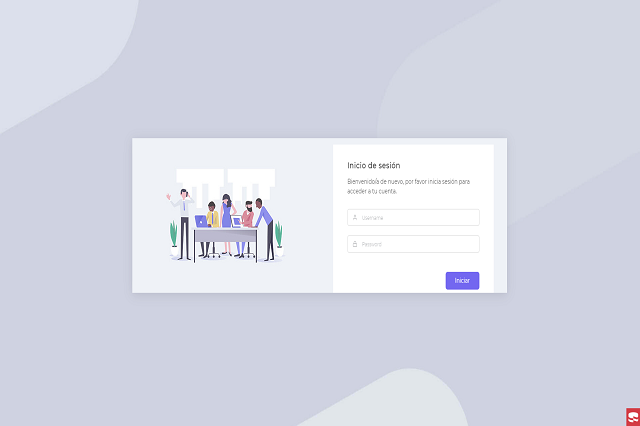 Inicio de sesión
Bienvenido/a de nuevo, por favor inicia sesión para
acceder a tu cuenta.
Username
Password
Iniciar